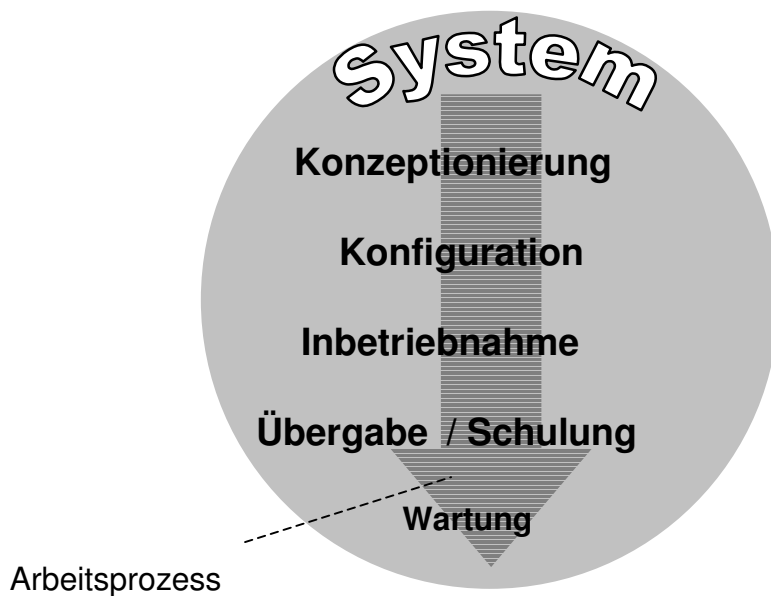 System
Konzeptionierung
Konfiguration
Inbetriebnahme
Übergabe / Schulung
Wartung
Arbeitsprozess